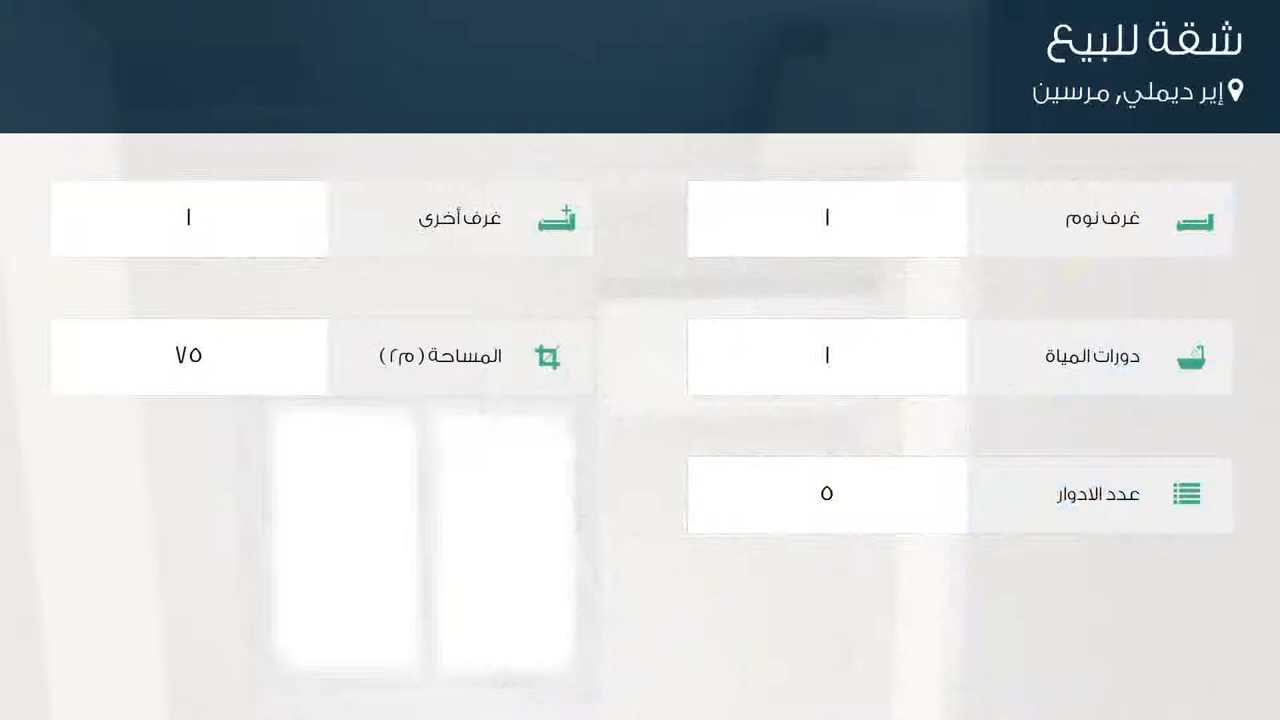 شقة للبيع
إير ديملي, مرسين
غرف نوم ١
غرف أخرى ١
دورات المياة ١
المساحة ( م٢ ) ٧٥
عدد الادوار ٥